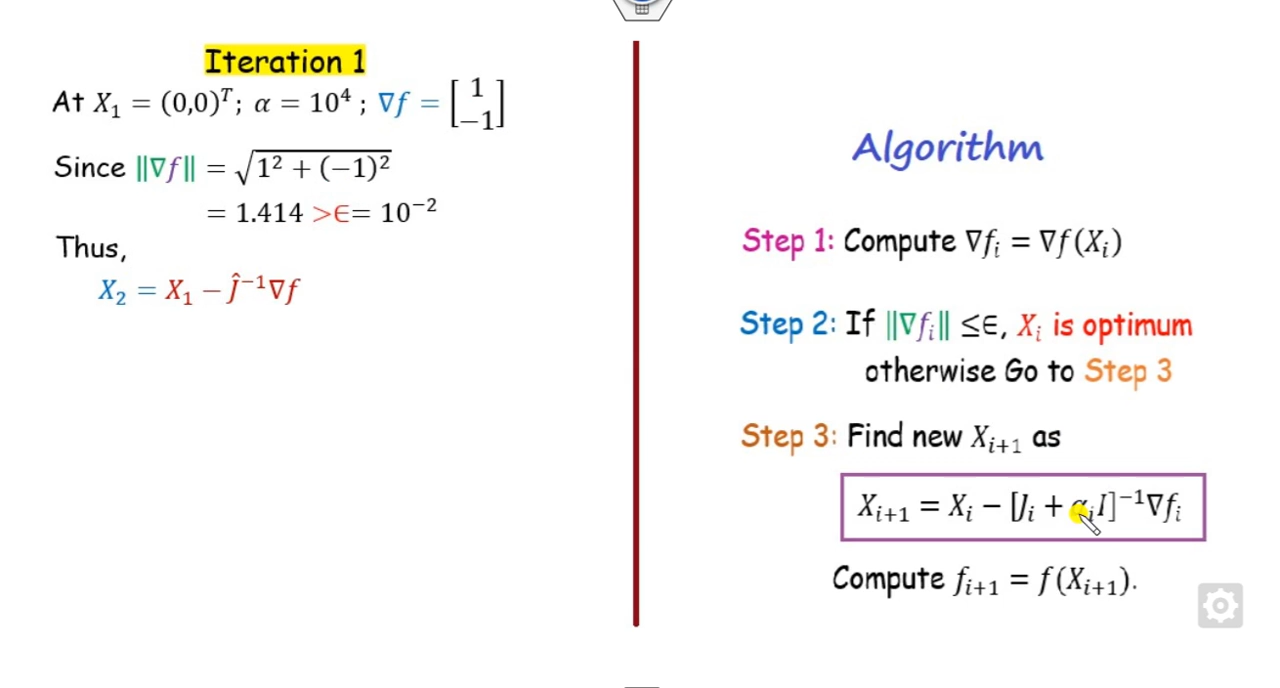 Iteration 1
At X₁ = (0,0)ᵀ; α = 10⁴ ; ∇f = [1 −1]
Since ‖∇f‖ = √(1² + (−1)²)
= 1.414 >∈= 10⁻²
Thus,
X₂ = X₁ − Ĵ⁻¹∇f
Algorithm
Step 1: Compute ∇fᵢ = ∇f(Xᵢ)
Step 2: If ‖∇fᵢ‖ ≤∈, Xᵢ is optimum
otherwise Go to Step 3
Step 3: Find new Xᵢ₊₁ as
Xᵢ₊₁ = Xᵢ − [Jᵢ + αᵢI]⁻¹∇fᵢ
Compute fᵢ₊₁ = f(Xᵢ₊₁).